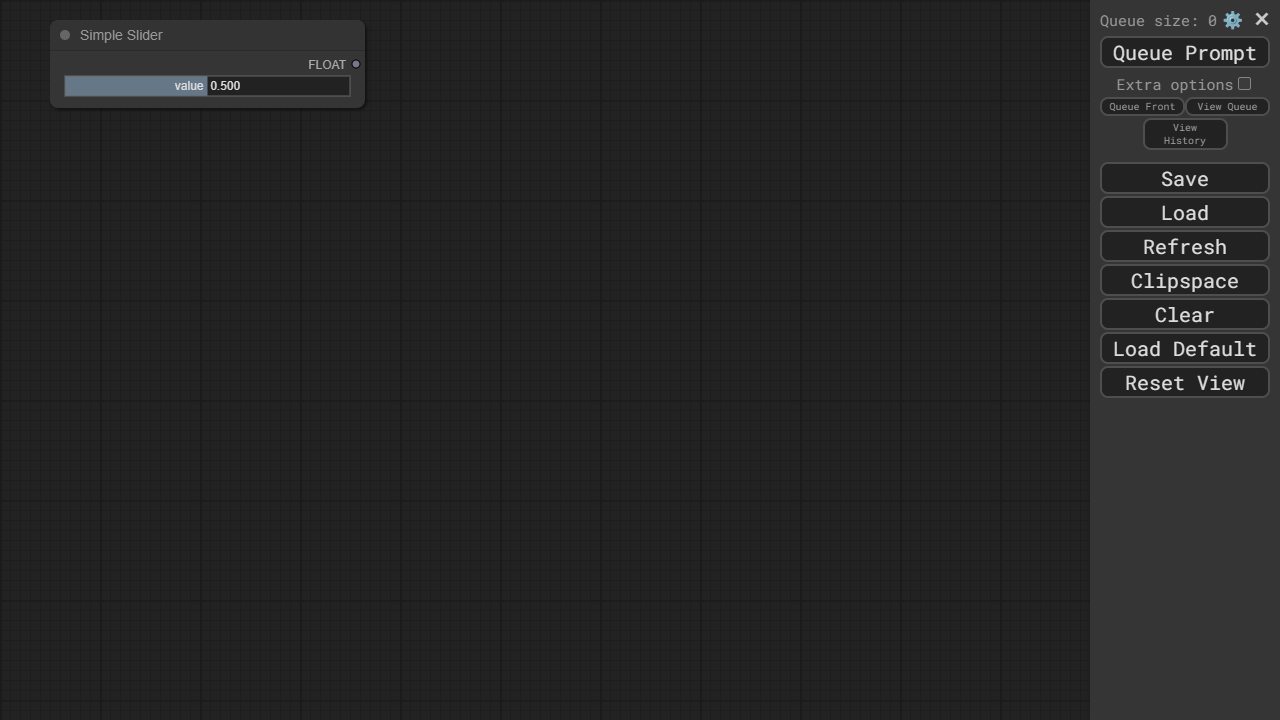 Simple Slider
FLOAT
value 0.500
Queue size: 0
Queue Prompt
Extra options
Queue Front
View Queue
View
History
Save
Load
Refresh
Clipspace
Clear
Load Default
Reset View